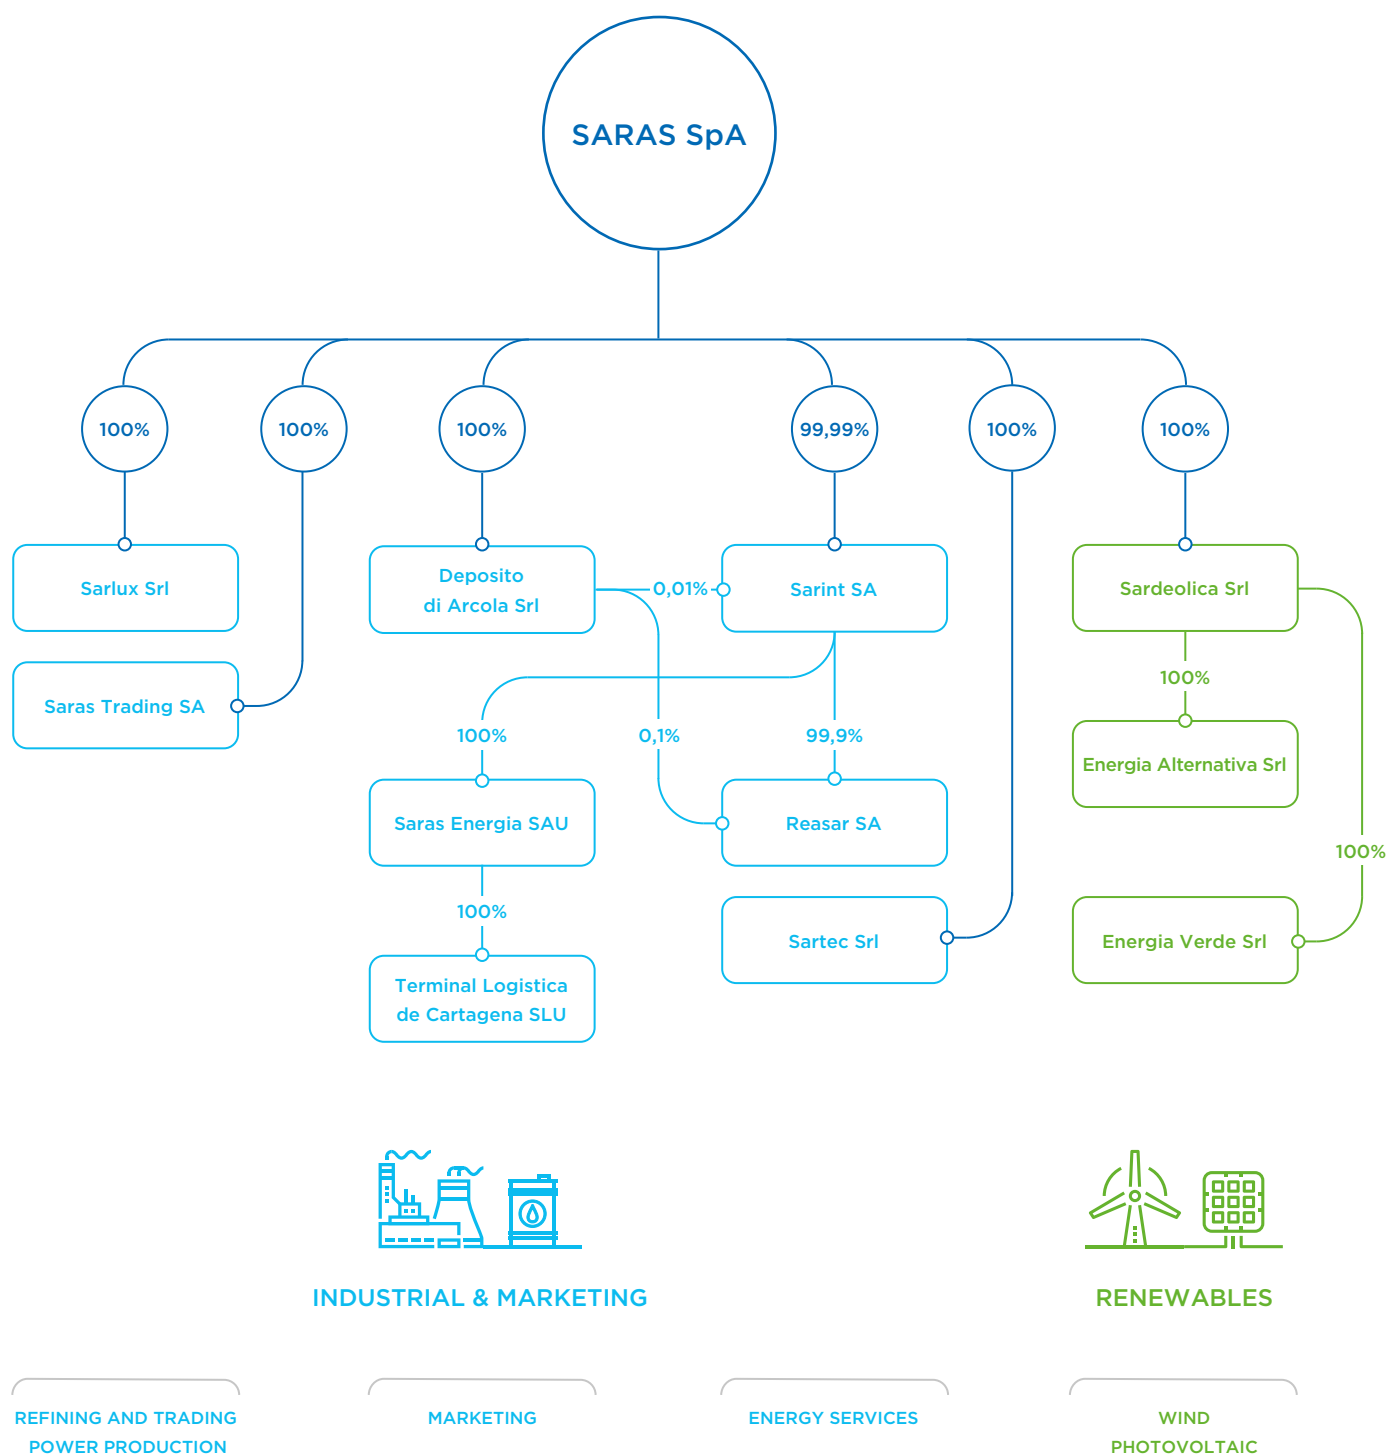 SARAS SpA
100%
100%
100%
99,99%
100%
100%
Sarlux Srl
Deposito
di Arcola Srl
0,01%
Sarint SA
Sardeolica Srl
Saras Trading SA
100%
100%
0,1%
99,9%
Energia Alternativa Srl
Saras Energia SAU
Reasar SA
100%
100%
Sartec Srl
Energia Verde Srl
Terminal Logistica
de Cartagena SLU
INDUSTRIAL & MARKETING
RENEWABLES
REFINING AND TRADING
POWER PRODUCTION
MARKETING
ENERGY SERVICES
WIND
PHOTOVOLTAIC